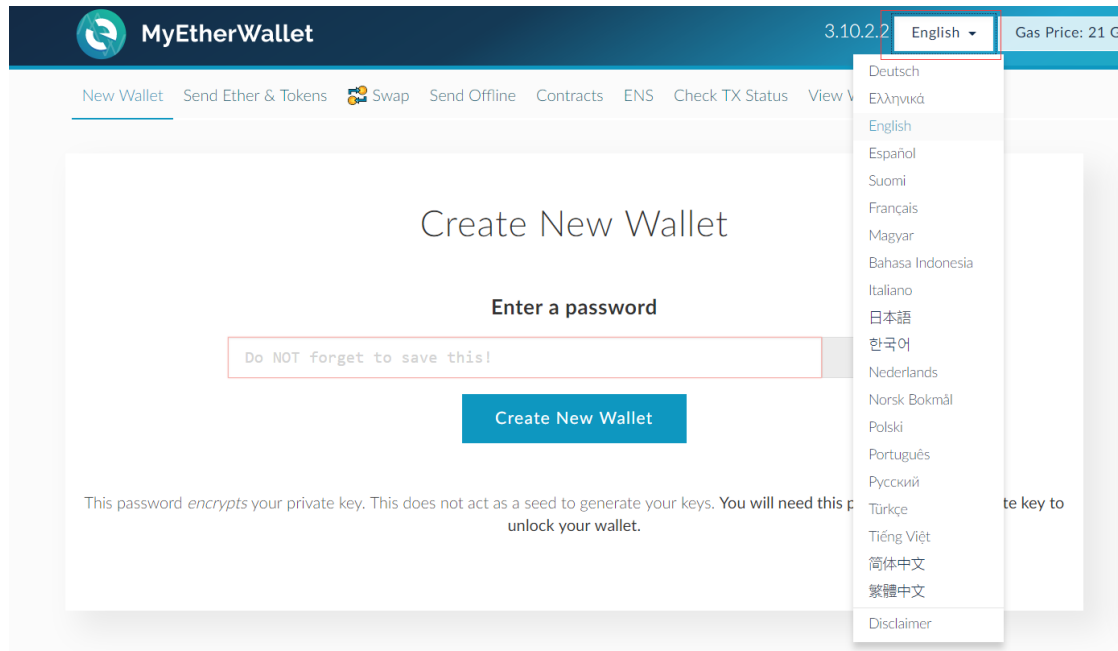 MyEtherWallet
3.10.2.2 English Gas Price: 21 G
New Wallet Send Ether & Tokens Swap Send Offline Contracts ENS Check TX Status View
Deutsch
Ελληνικά
English
Español
Suomi
Français
Magyar
Bahasa Indonesia
Italiano
日本語
한국어
Nederlands
Norsk Bokmål
Polski
Português
Русский
Türkçe
Tiếng Việt
简体中文
繁體中文
Disclaimer
Create New Wallet
Enter a password
Do NOT forget to save this!
Create New Wallet
This password encrypts your private key. This does not act as a seed to generate your keys. You will need this p te key to
unlock your wallet.